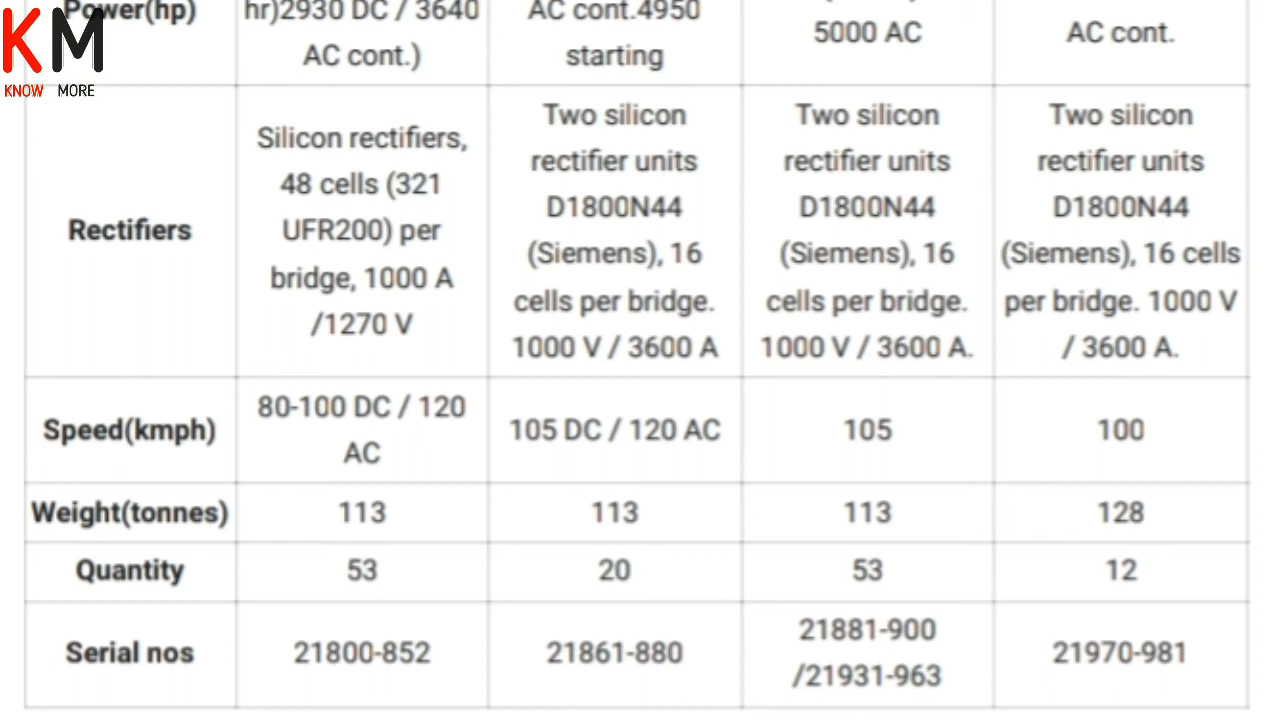 Power(hp)
hr)2930 DC / 3640
AC cont.)
AC cont.4950
starting
5000 AC
AC cont.
KM
KNOW MORE
Rectifiers
Silicon rectifiers,
48 cells (321
UFR200) per
bridge, 1000 A
/1270 V
Two silicon
rectifier units
D1800N44
(Siemens), 16
cells per bridge.
1000 V / 3600 A
Two silicon
rectifier units
D1800N44
(Siemens), 16
cells per bridge.
1000 V / 3600 A.
Two silicon
rectifier units
D1800N44
(Siemens), 16 cells
per bridge. 1000 V
/ 3600 A.
Speed(kmph)
80-100 DC / 120
AC
105 DC / 120 AC
105
100
Weight(tonnes)
113
113
113
128
Quantity
53
20
53
12
Serial nos
21800-852
21861-880
21881-900
/21931-963
21970-981